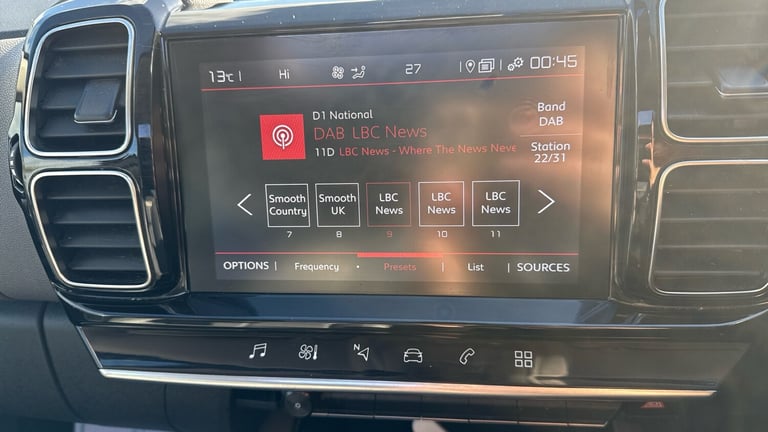 13°C | Hi 27 00:45
D1 National
DAB LBC News
11D LBC News - Where The News Neve
Band
DAB
Station
22/31
Smooth Country
Smooth UK
LBC News
LBC News
LBC News
7 8 9 10 11
OPTIONS | Frequency • Presets | List | SOURCES
N